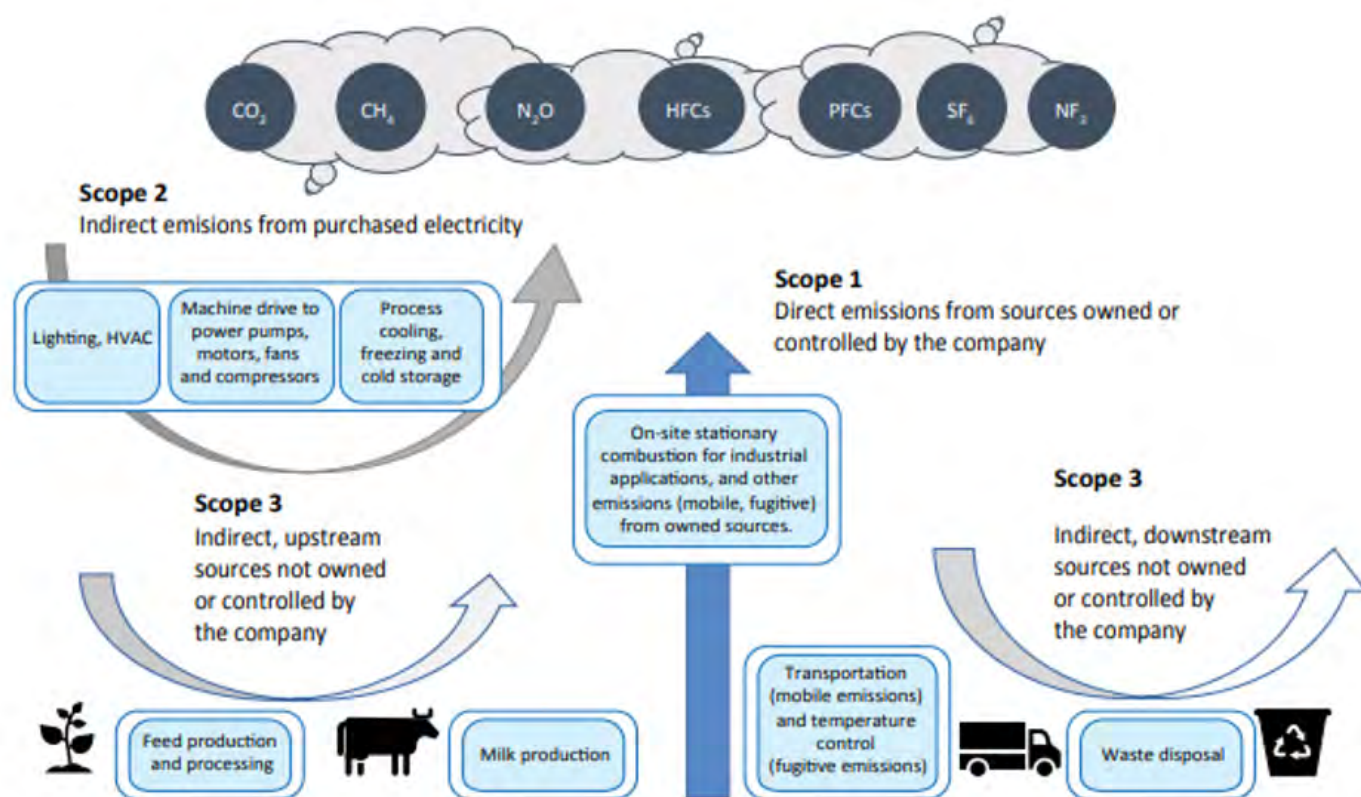 CO₂
CH₄
N₂O
HFCs
PFCs
SF₆
NF₃
Scope 2
Indirect emisions from purchased electricity
Lighting, HVAC
Machine drive to
power pumps,
motors, fans
and compressors
Process
cooling,
freezing and
cold storage
Scope 1
Direct emissions from sources owned or
controlled by the company
On-site stationary
combustion for industrial
applications, and other
emissions (mobile, fugitive)
from owned sources.
Scope 3
Indirect, upstream
sources not owned
or controlled by
the company
Scope 3
Indirect, downstream
sources not owned
or controlled by
the company
Feed production
and processing
Milk production
Transportation
(mobile emissions)
and temperature
control
(fugitive emissions)
Waste disposal